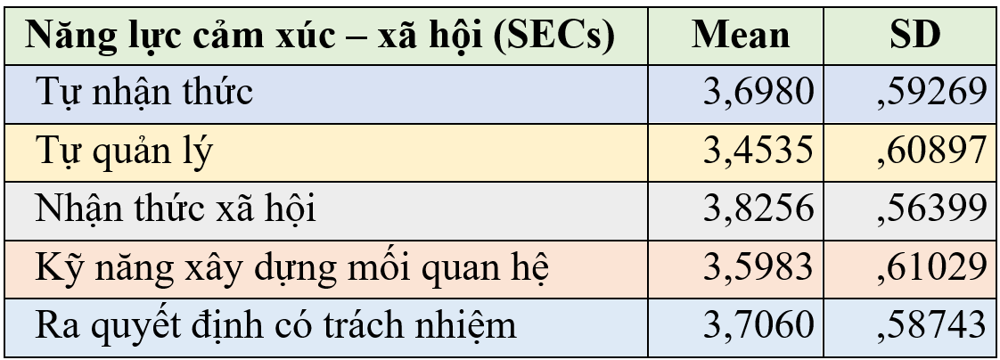 Năng lực cảm xúc – xã hội (SECs) Mean SD
Tự nhận thức 3,6980 ,59269
Tự quản lý 3,4535 ,60897
Nhận thức xã hội 3,8256 ,56399
Kỹ năng xây dựng mối quan hệ 3,5983 ,61029
Ra quyết định có trách nhiệm 3,7060 ,58743